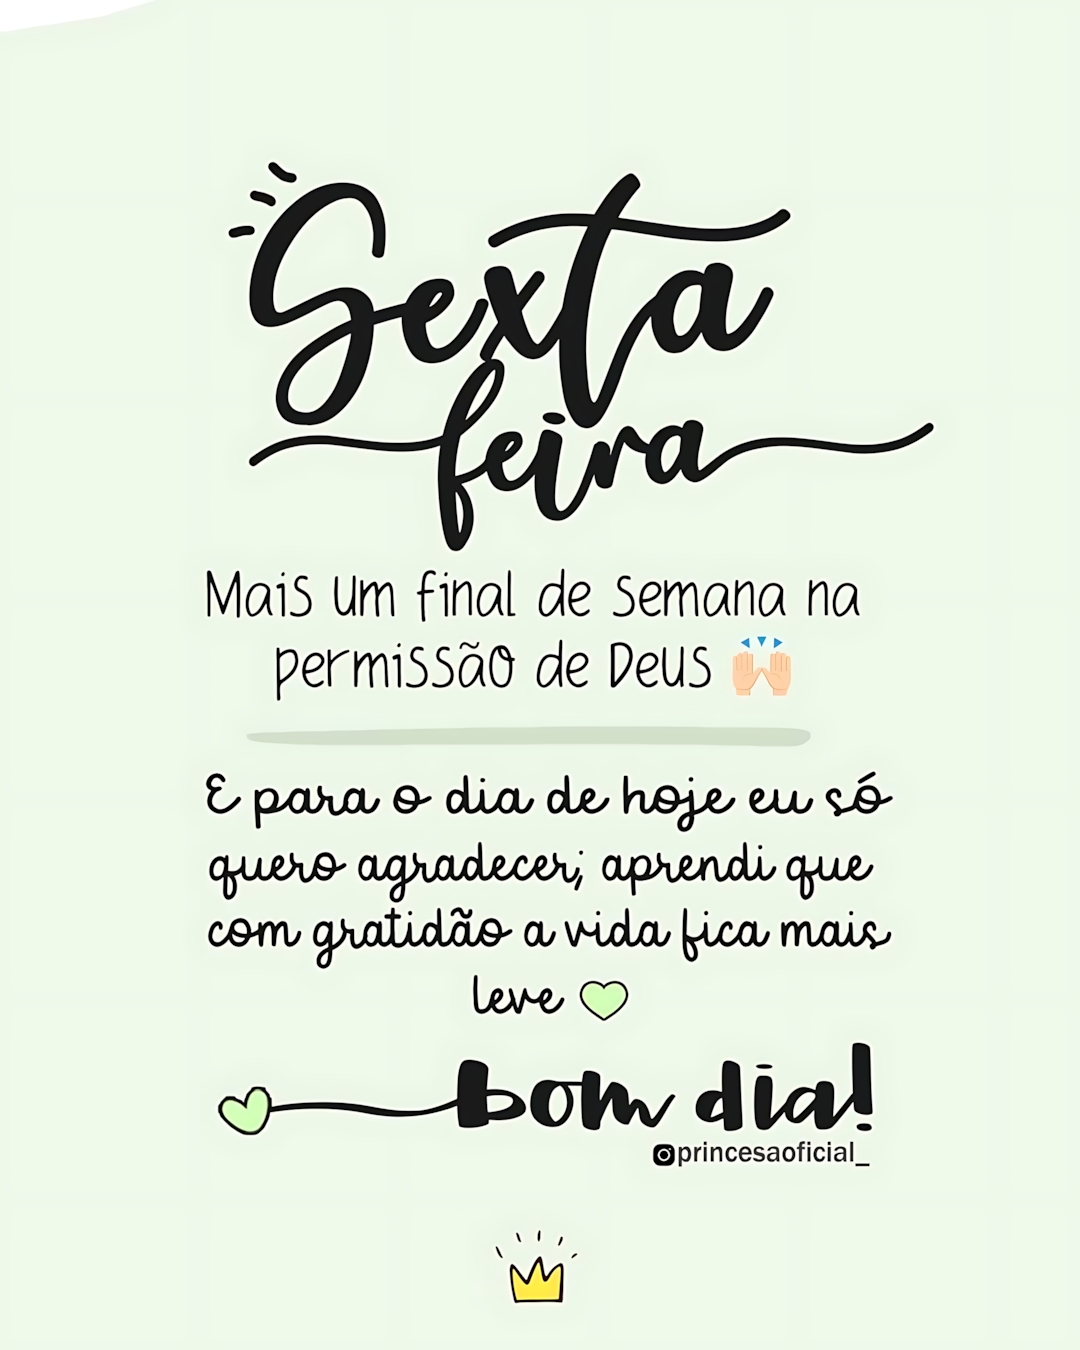 Sexta
feira
Mais um final de semana na
permissão de Deus 🙌🏻
E para o dia de hoje eu só
quero agradecer; aprendi que
com gratidão a vida fica mais
leve 💚
bom dia!
@princesaoficial_